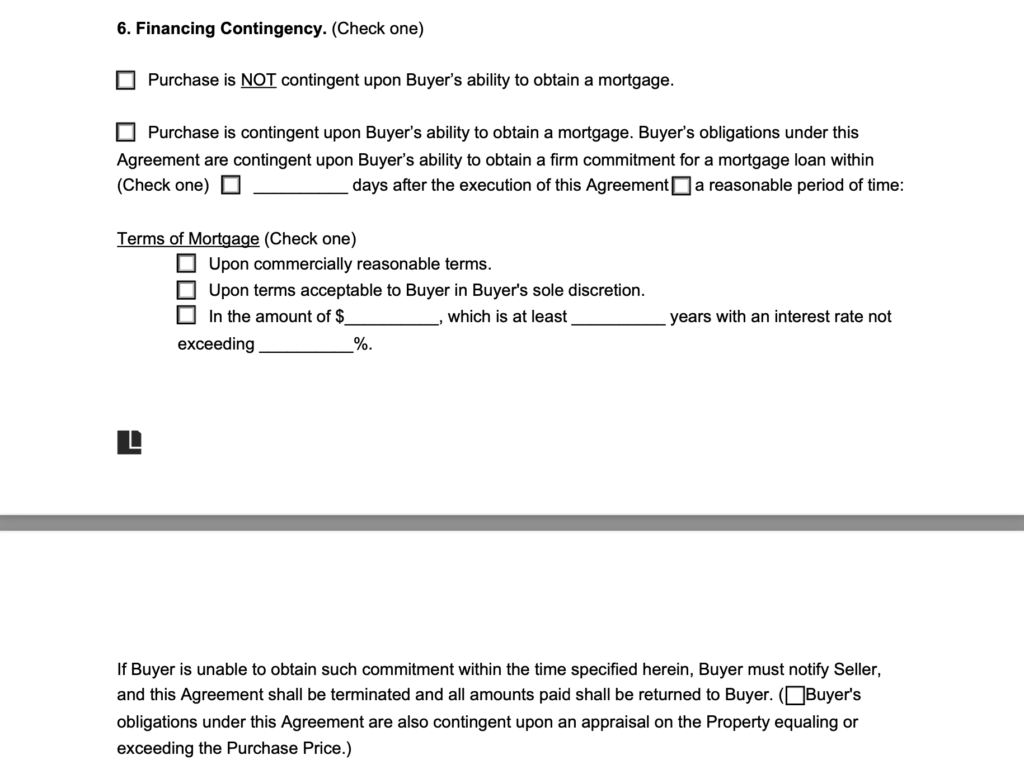 6. Financing Contingency. (Check one)
☐ Purchase is NOT contingent upon Buyer's ability to obtain a mortgage.
☐ Purchase is contingent upon Buyer's ability to obtain a mortgage. Buyer's obligations under this
Agreement are contingent upon Buyer's ability to obtain a firm commitment for a mortgage loan within
(Check one) ☐ __________ days after the execution of this Agreement ☐ a reasonable period of time:
Terms of Mortgage (Check one)
☐ Upon commercially reasonable terms.
☐ Upon terms acceptable to Buyer in Buyer's sole discretion.
☐ In the amount of $__________, which is at least __________ years with an interest rate not
exceeding __________%.
If Buyer is unable to obtain such commitment within the time specified herein, Buyer must notify Seller,
and this Agreement shall be terminated and all amounts paid shall be returned to Buyer. (☐Buyer's
obligations under this Agreement are also contingent upon an appraisal on the Property equaling or
exceeding the Purchase Price.)